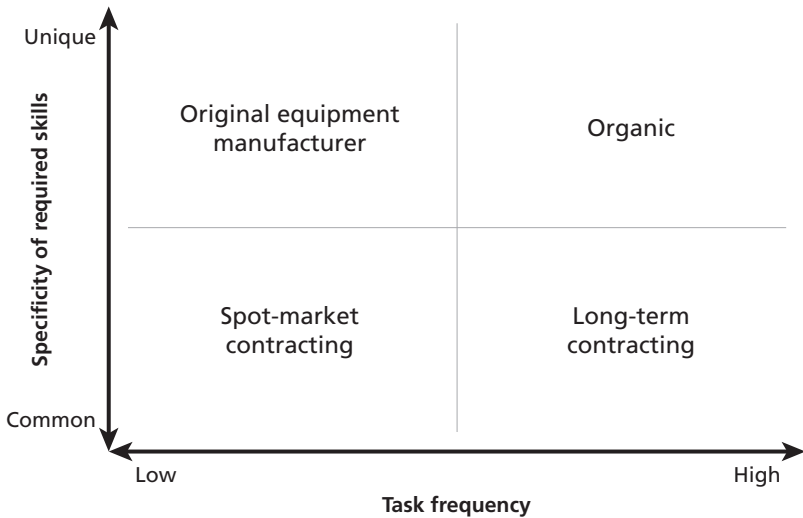 Unique
Specificity of required skills
Original equipment
manufacturer
Organic
Spot-market
contracting
Long-term
contracting
Common
Low
High
Task frequency